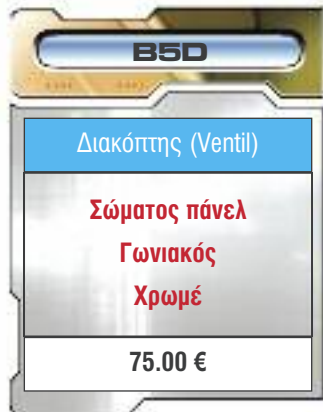 B5D
Διακόπτης (Ventil)
Σώματος πάνελ
Γωνιακός
Χρωμέ
75.00 €